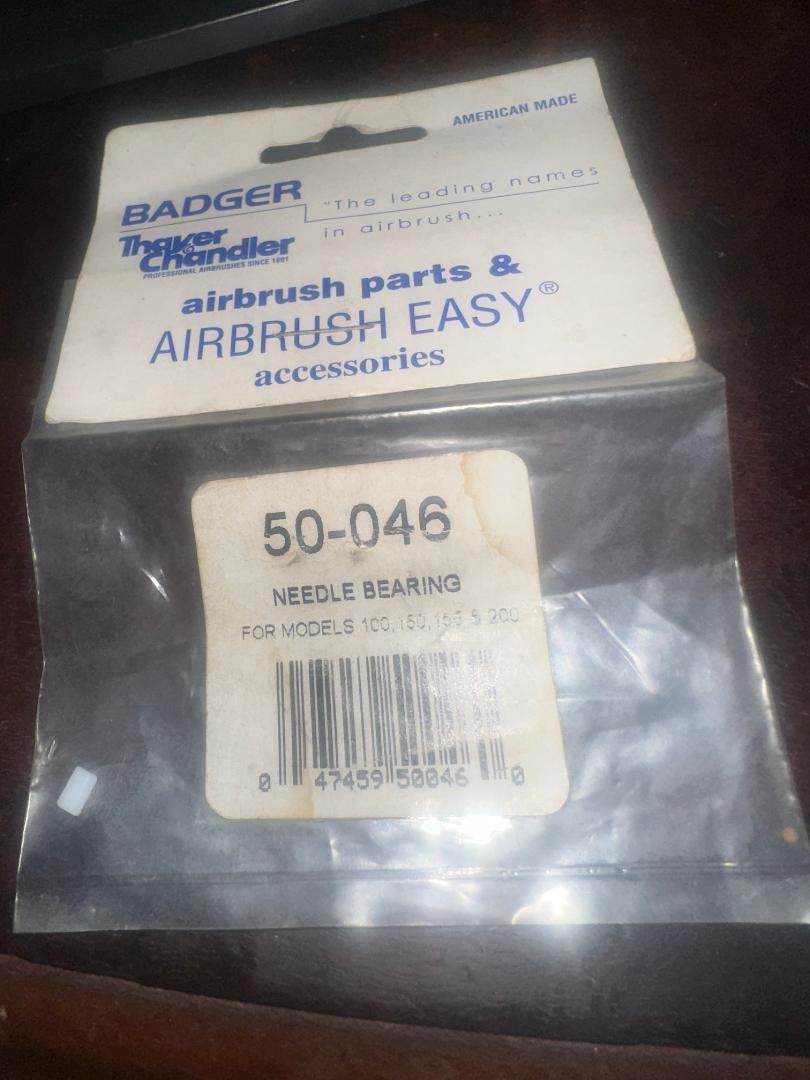 AMERICAN MADE
BADGER
"The leading names
in airbrush...
Thayer & Chandler
PROFESSIONAL AIRBRUSHES SINCE 1891
airbrush parts &
AIRBRUSH EASY®
accessories
50-046
NEEDLE BEARING
FOR MODELS 100,150,155 & 200
0 47459 50046 0